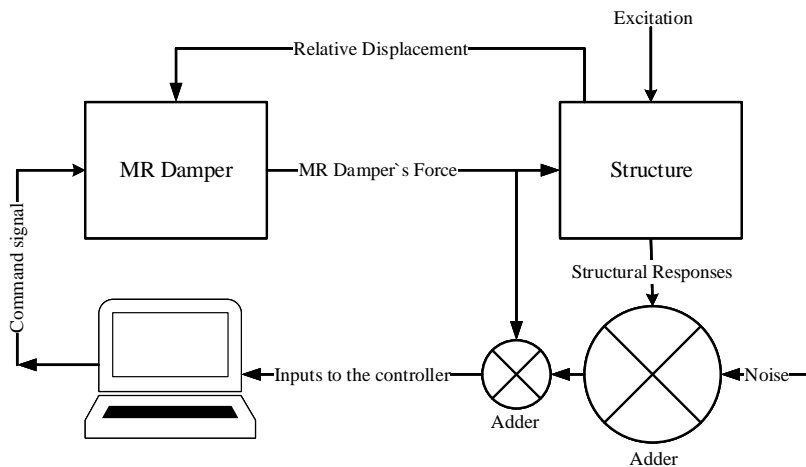 Excitation
Relative Displacement
MR Damper
MR Damper`s Force
Structure
Command signal
Structural Responses
Inputs to the controller
Noise
Adder
Adder